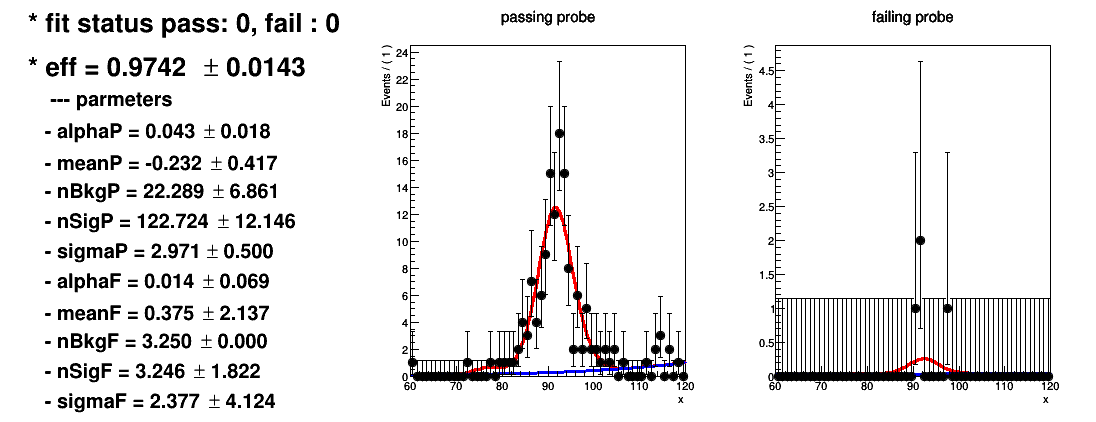 * fit status pass: 0, fail : 0
* eff = 0.9742 ± 0.0143
--- parmeters
- alphaP = 0.043 ± 0.018
- meanP = -0.232 ± 0.417
- nBkgP = 22.289 ± 6.861
- nSigP = 122.724 ± 12.146
- sigmaP = 2.971 ± 0.500
- alphaF = 0.014 ± 0.069
- meanF = 0.375 ± 2.137
- nBkgF = 3.250 ± 0.000
- nSigF = 3.246 ± 1.822
- sigmaF = 2.377 ± 4.124
passing probe
Events / ( 1 )
24
22
20
18
16
14
12
10
8
6
4
2
0
60 70 80 90 100 110 120
x
failing probe
Events / ( 1 )
4.5
4
3.5
3
2.5
2
1.5
1
0.5
0
60 70 80 90 100 110 120
x